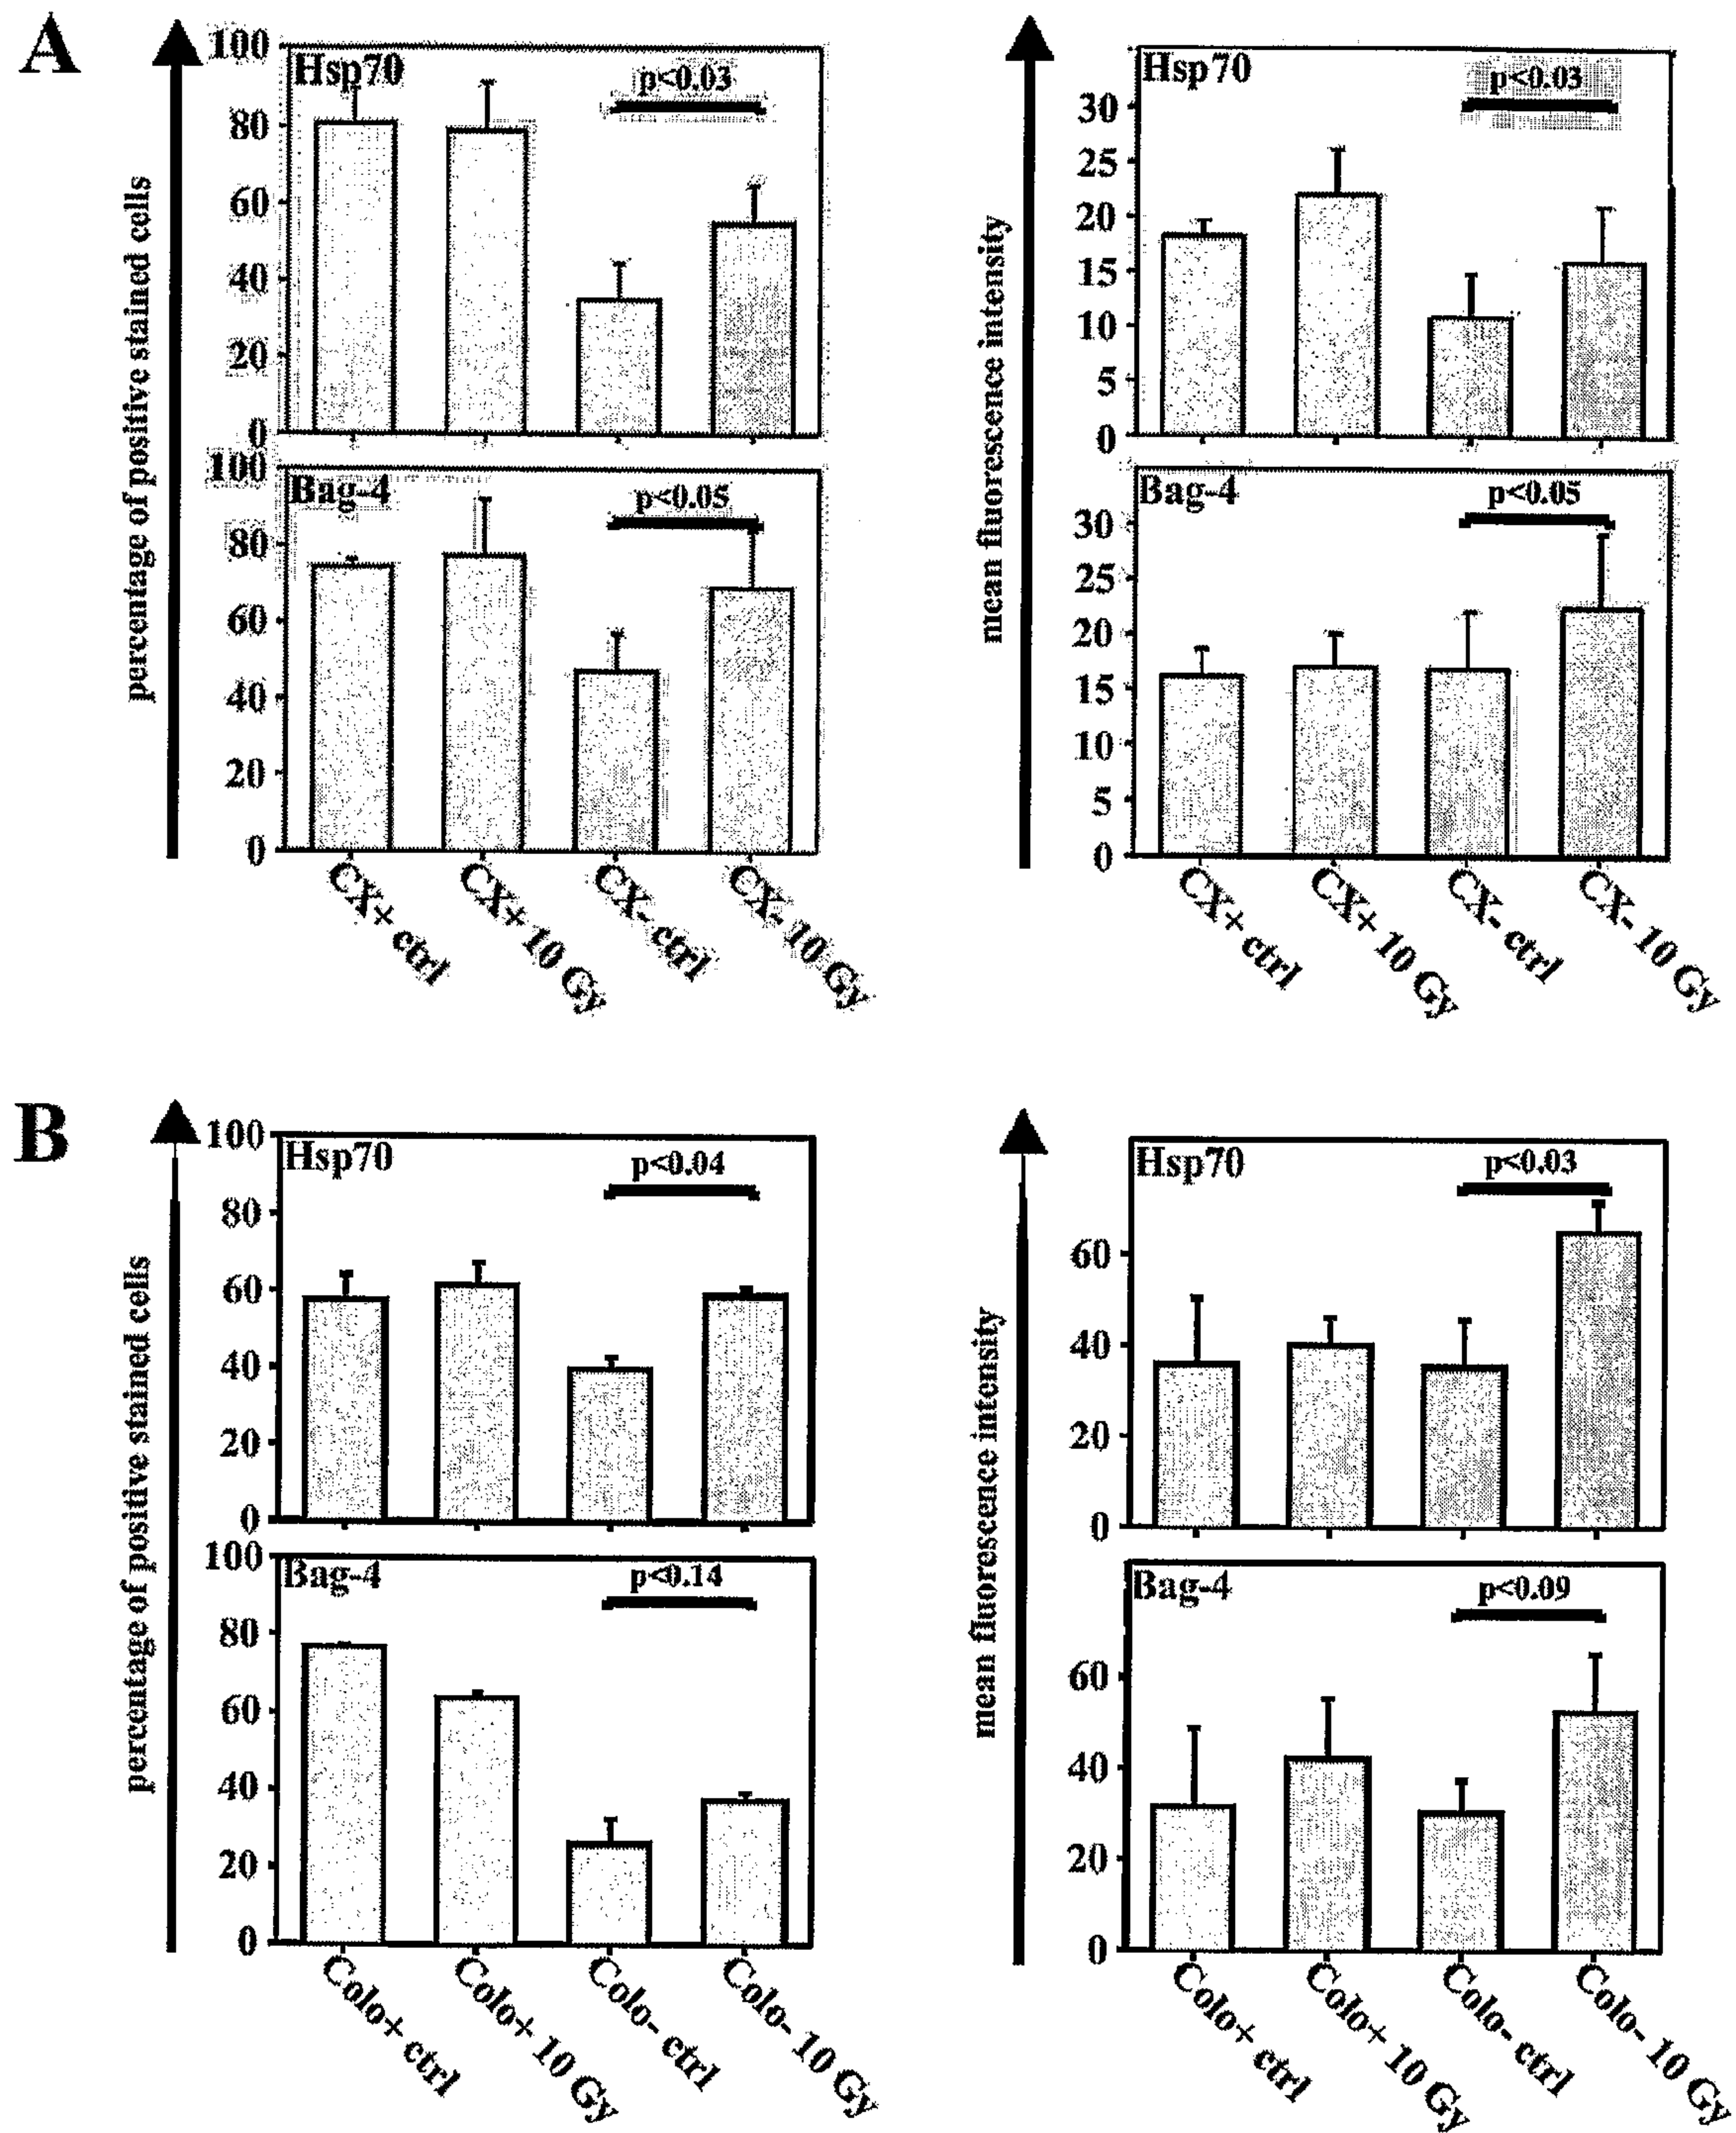 A
percentage of positive stained cells
Hsp70
p<0.03
100
80
60
40
20
0
Bag-4
p<0.05
100
80
60
40
20
0
CX+ ctrl
CX+ 10 Gy
CX- ctrl
CX- 10 Gy
mean fluorescence intensity
Hsp70
p<0.03
30
25
20
15
10
5
0
Bag-4
p<0.05
30
25
20
15
10
5
0
CX+ ctrl
CX+ 10 Gy
CX- ctrl
CX- 10 Gy
B
percentage of positive stained cells
Hsp70
p<0.04
100
80
60
40
20
0
Bag-4
p<0.14
100
80
60
40
20
0
Colo+ ctrl
Colo+ 10 Gy
Colo- ctrl
Colo- 10 Gy
mean fluorescence intensity
Hsp70
p<0.03
60
40
20
0
Bag-4
p<0.09
60
40
20
0
Colo+ ctrl
Colo+ 10 Gy
Colo- ctrl
Colo- 10 Gy